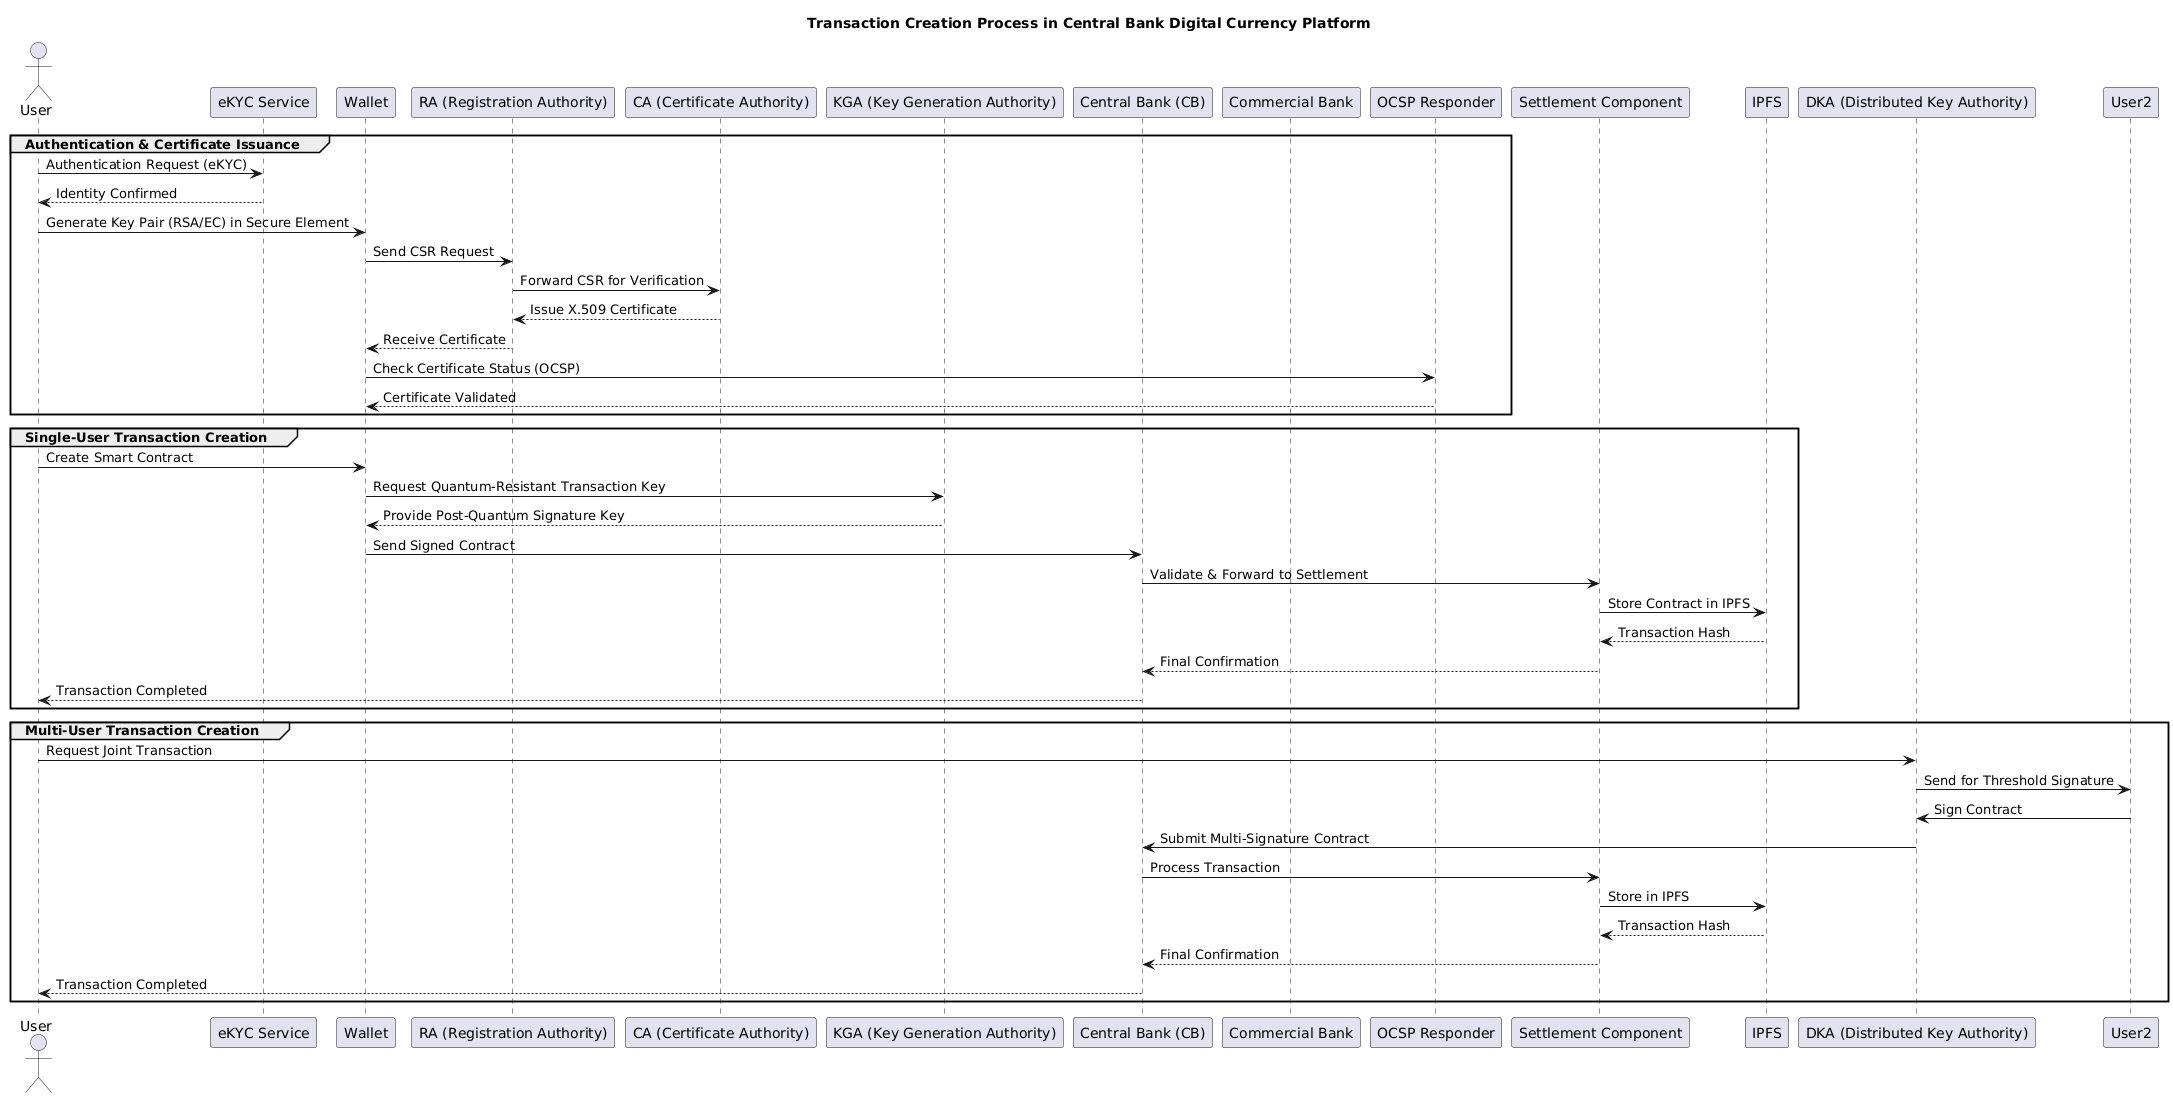 Transaction Creation Process in Central Bank Digital Currency Platform
User
eKYC Service
Wallet
RA (Registration Authority)
CA (Certificate Authority)
KGA (Key Generation Authority)
Central Bank (CB)
Commercial Bank
OCSP Responder
Settlement Component
IPFS
DKA (Distributed Key Authority)
User2
Authentication & Certificate Issuance
Authentication Request (eKYC)
Identity Confirmed
Generate Key Pair (RSA/EC) in Secure Element
Send CSR Request
Forward CSR for Verification
Issue X.509 Certificate
Receive Certificate
Check Certificate Status (OCSP)
Certificate Validated
Single-User Transaction Creation
Create Smart Contract
Request Quantum-Resistant Transaction Key
Provide Post-Quantum Signature Key
Send Signed Contract
Validate & Forward to Settlement
Store Contract in IPFS
Transaction Hash
Final Confirmation
Transaction Completed
Multi-User Transaction Creation
Request Joint Transaction
Send for Threshold Signature
Sign Contract
Submit Multi-Signature Contract
Process Transaction
Store in IPFS
Transaction Hash
Final Confirmation
Transaction Completed
User
eKYC Service
Wallet
RA (Registration Authority)
CA (Certificate Authority)
KGA (Key Generation Authority)
Central Bank (CB)
Commercial Bank
OCSP Responder
Settlement Component
IPFS
DKA (Distributed Key Authority)
User2